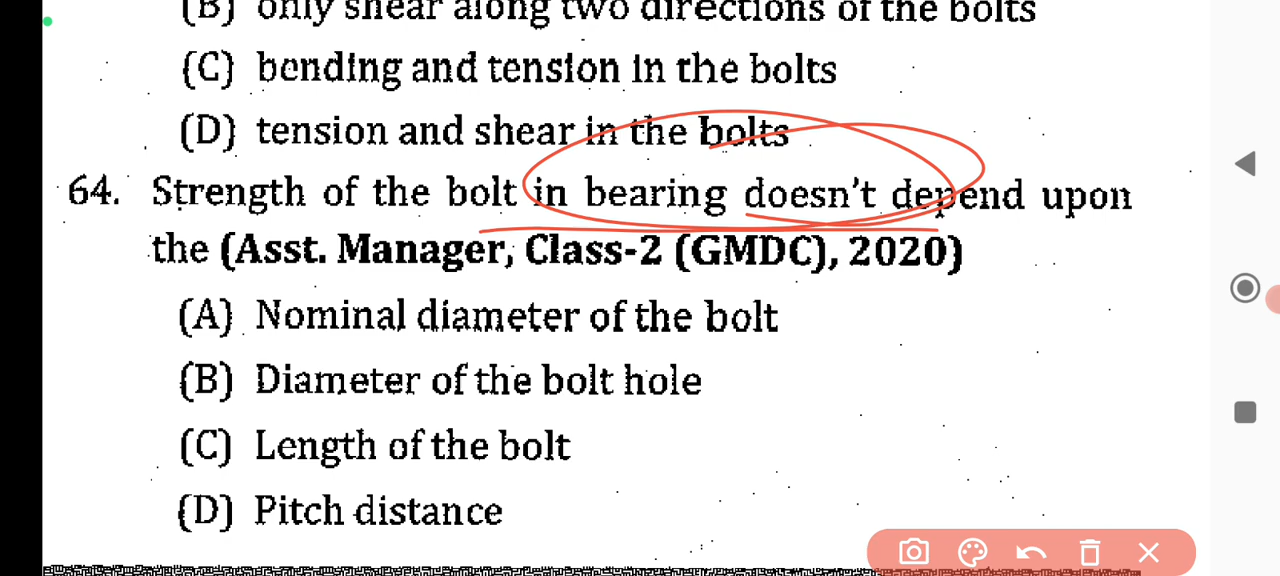 (B) only shear along two directions of the bolts
(C) bending and tension in the bolts
(D) tension and shear in the bolts
64. Strength of the bolt in bearing doesn't depend upon
the (Asst. Manager, Class-2 (GMDC), 2020)
(A) Nominal diameter of the bolt
(B) Diameter of the bolt hole
(C) Length of the bolt
(D) Pitch distance